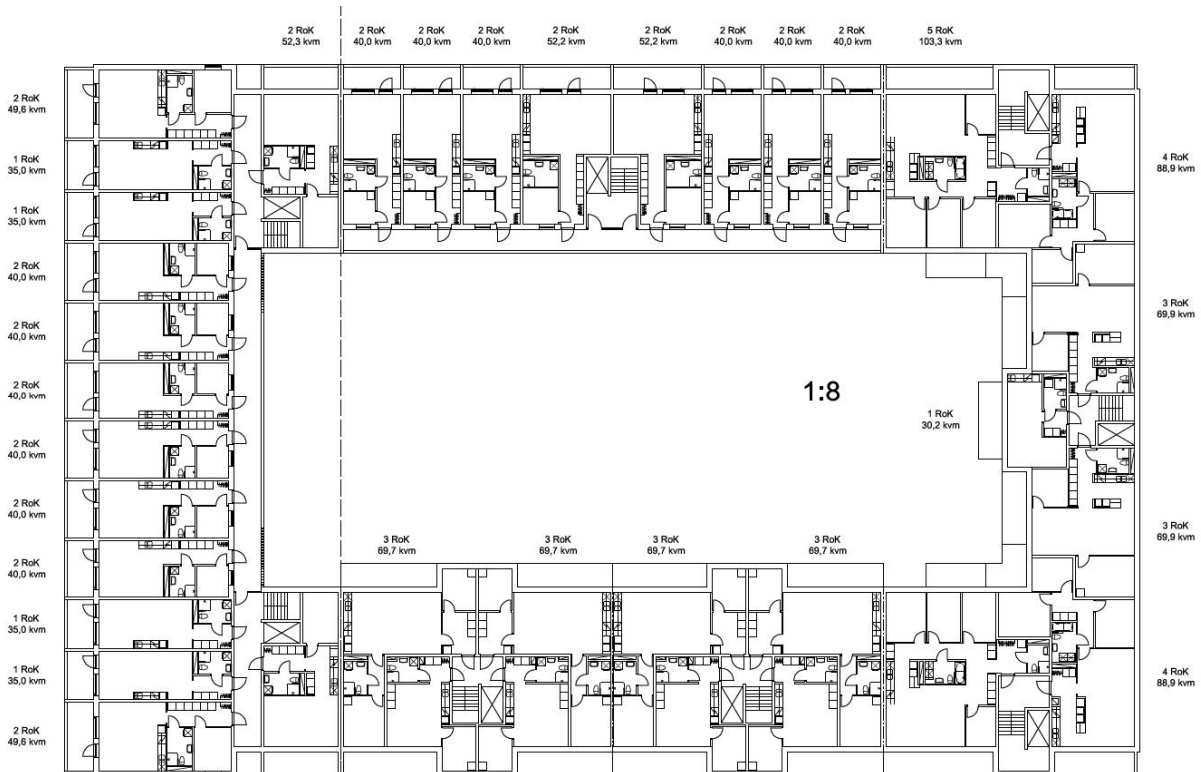 2 RoK
52,3 kvm
2 RoK
40,0 kvm
2 RoK
40,0 kvm
2 RoK
40,0 kvm
2 RoK
52,2 kvm
2 RoK
52,2 kvm
2 RoK
40,0 kvm
2 RoK
40,0 kvm
2 RoK
40,0 kvm
5 RoK
103,3 kvm
2 RoK
49,6 kvm
1 RoK
35,0 kvm
1 RoK
35,0 kvm
2 RoK
40,0 kvm
2 RoK
40,0 kvm
2 RoK
40,0 kvm
2 RoK
40,0 kvm
2 RoK
40,0 kvm
2 RoK
40,0 kvm
1 RoK
35,0 kvm
1 RoK
35,0 kvm
2 RoK
49,6 kvm
1:8
1 RoK
30,2 kvm
3 RoK
69,7 kvm
3 RoK
69,7 kvm
3 RoK
69,7 kvm
3 RoK
69,7 kvm
4 RoK
88,9 kvm
3 RoK
69,9 kvm
3 RoK
69,9 kvm
4 RoK
88,9 kvm